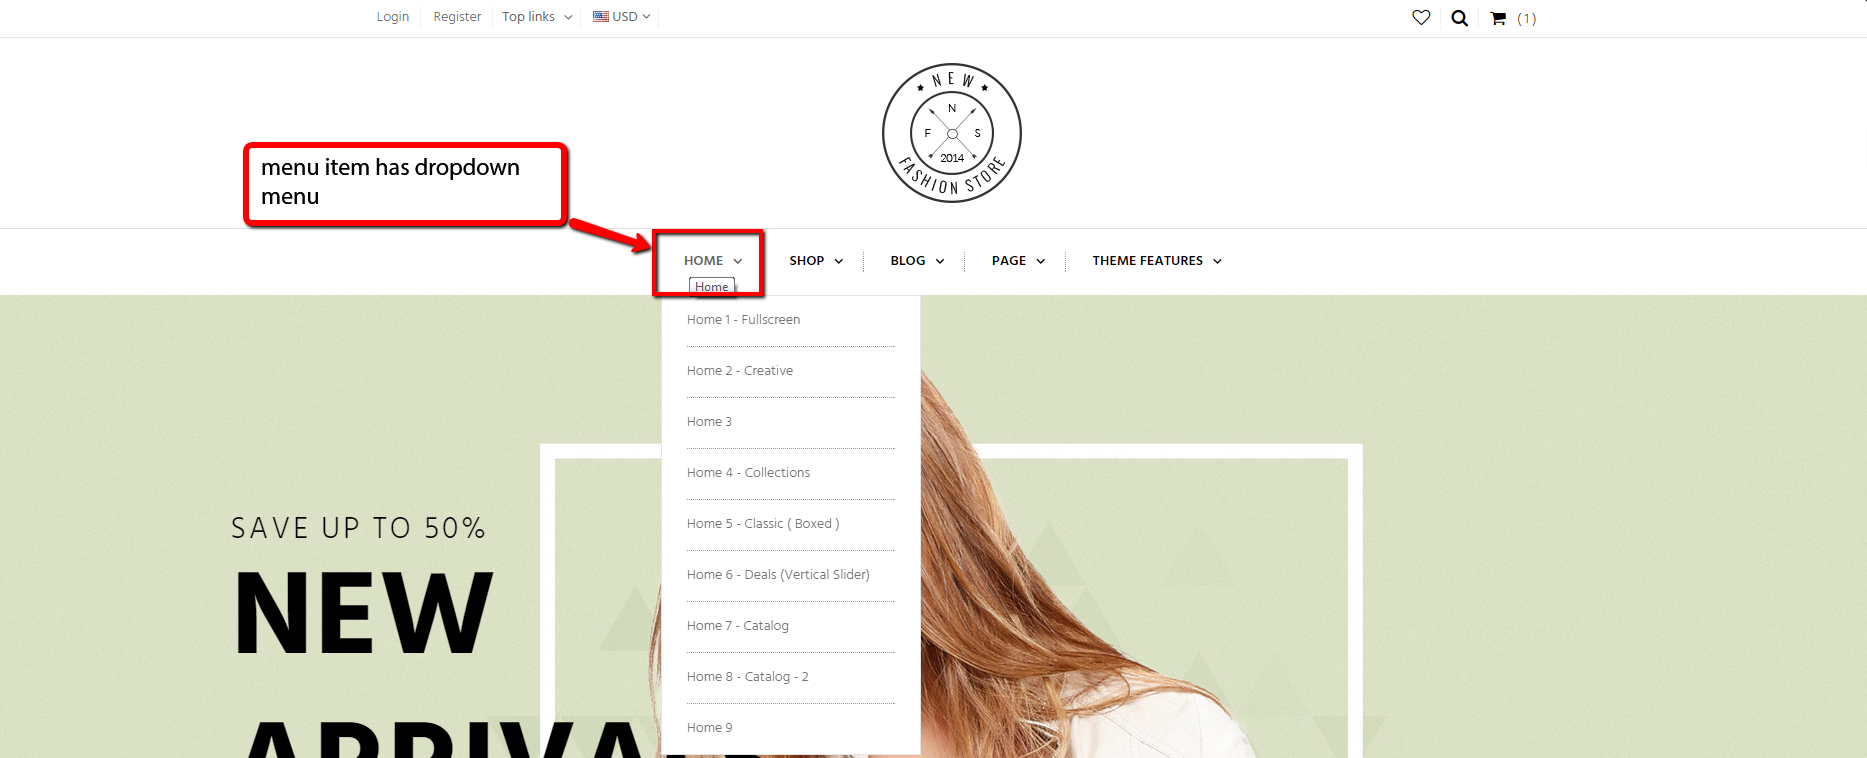 Login Register Top links USD (1)
NEW
N
F S
2014
FASHION STORE
menu item has dropdown
menu
HOME SHOP BLOG PAGE THEME FEATURES
Home
Home 1 - Fullscreen
Home 2 - Creative
Home 3
Home 4 - Collections
Home 5 - Classic ( Boxed )
Home 6 - Deals (Vertical Slider)
Home 7 - Catalog
Home 8 - Catalog - 2
Home 9
SAVE UP TO 50%
NEW